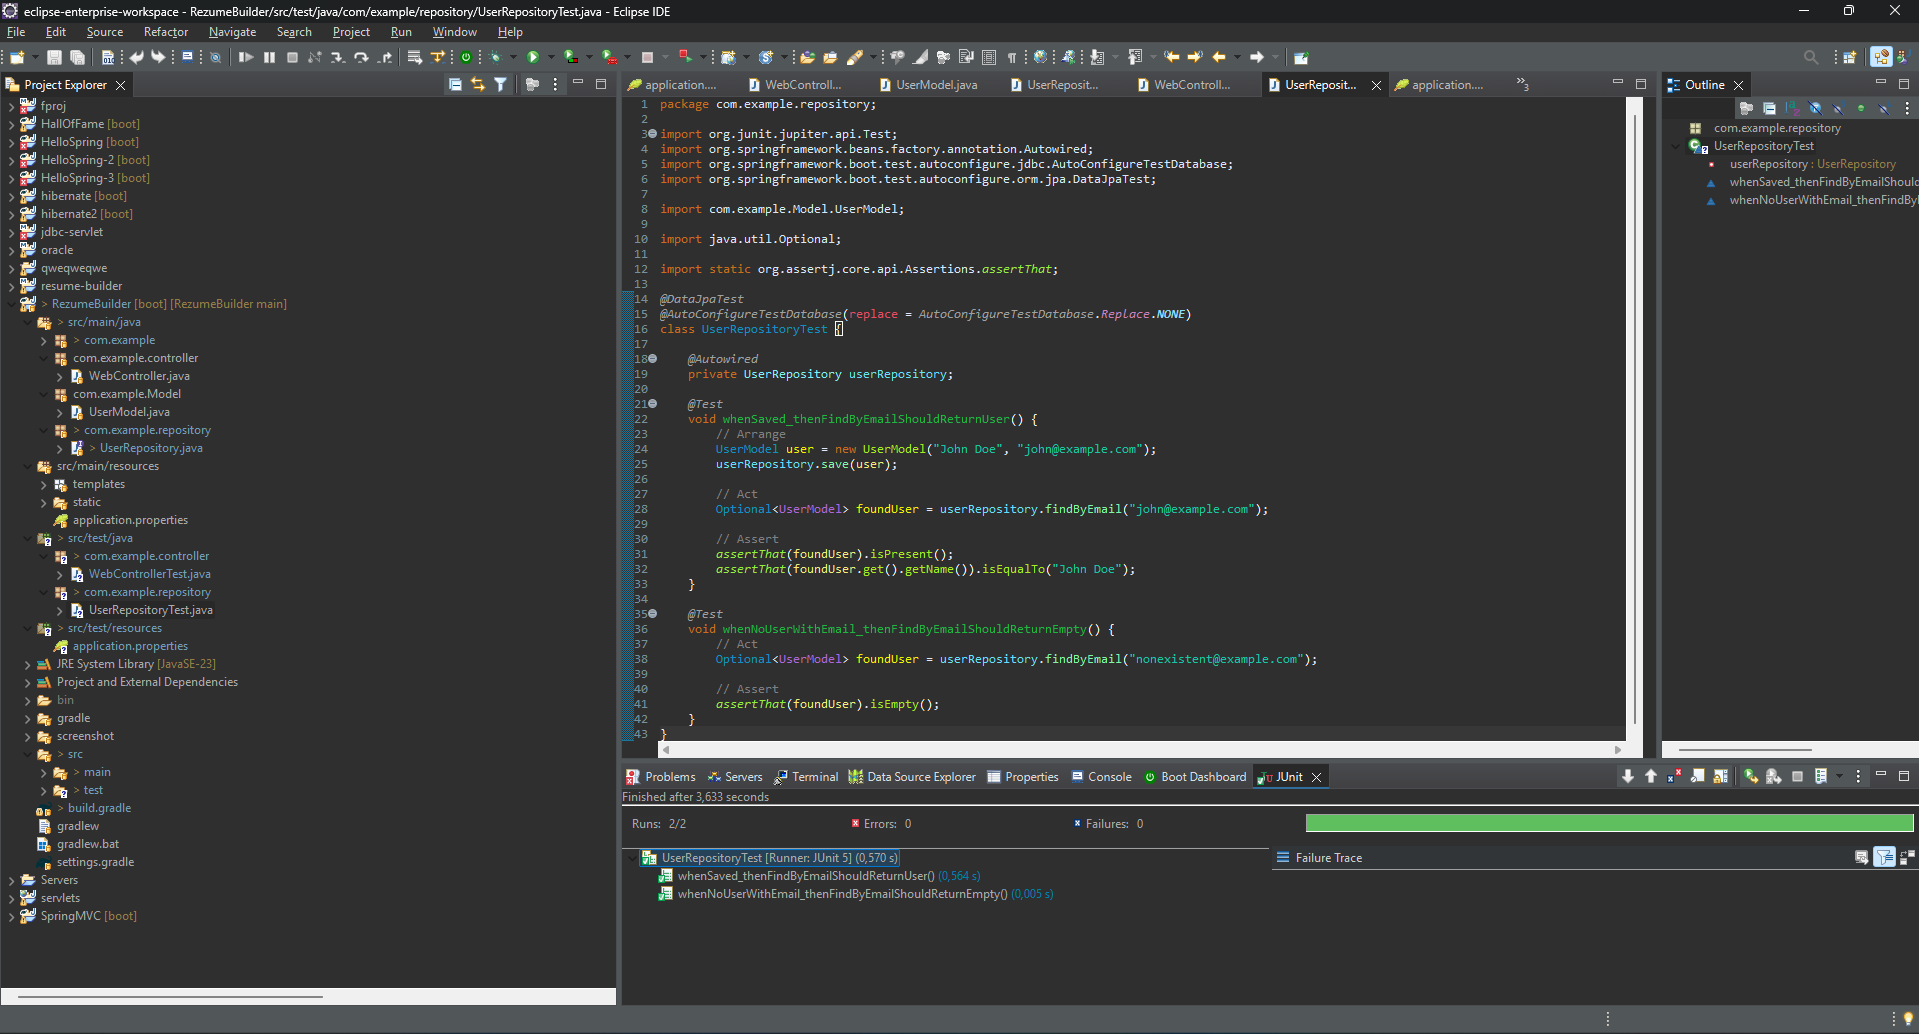 eclipse-enterprise-workspace - RezumeBuilder/src/test/java/com/example/repository/UserRepositoryTest.java - Eclipse IDE
File Edit Source Refactor Navigate Search Project Run Window Help
Project Explorer
fproj
HallOfFame [boot]
HelloSpring [boot]
HelloSpring-2 [boot]
HelloSpring-3 [boot]
hibernate [boot]
hibernate2 [boot]
jdbc-servlet
oracle
qweqweqwe
resume-builder
> RezumeBuilder [boot] [RezumeBuilder main]
> src/main/java
> com.example
com.example.controller
WebController.java
com.example.Model
UserModel.java
> com.example.repository
> UserRepository.java
src/main/resources
templates
static
application.properties
> src/test/java
> com.example.controller
WebControllerTest.java
> com.example.repository
UserRepositoryTest.java
> src/test/resources
application.properties
JRE System Library [JavaSE-23]
Project and External Dependencies
bin
gradle
screenshot
> src
> main
> test
> build.gradle
gradlew
gradlew.bat
settings.gradle
Servers
servlets
SpringMVC [boot]
application.... WebControll... UserModel.java UserReposit... WebControll... UserReposit... application.... »3
1 package com.example.repository;
2
3 import org.junit.jupiter.api.Test;
4 import org.springframework.beans.factory.annotation.Autowired;
5 import org.springframework.boot.test.autoconfigure.jdbc.AutoConfigureTestDatabase;
6 import org.springframework.boot.test.autoconfigure.orm.jpa.DataJpaTest;
7
8 import com.example.Model.UserModel;
9
10 import java.util.Optional;
11
12 import static org.assertj.core.api.Assertions.assertThat;
13
14 @DataJpaTest
15 @AutoConfigureTestDatabase(replace = AutoConfigureTestDatabase.Replace.NONE)
16 class UserRepositoryTest {
17
18 @Autowired
19 private UserRepository userRepository;
20
21 @Test
22 void whenSaved_thenFindByEmailShouldReturnUser() {
23 // Arrange
24 UserModel user = new UserModel("John Doe", "john@example.com");
25 userRepository.save(user);
26
27 // Act
28 Optional<UserModel> foundUser = userRepository.findByEmail("john@example.com");
29
30 // Assert
31 assertThat(foundUser).isPresent();
32 assertThat(foundUser.get().getName()).isEqualTo("John Doe");
33 }
34
35 @Test
36 void whenNoUserWithEmail_thenFindByEmailShouldReturnEmpty() {
37 // Act
38 Optional<UserModel> foundUser = userRepository.findByEmail("nonexistent@example.com");
39
40 // Assert
41 assertThat(foundUser).isEmpty();
42 }
43 }
Outline
com.example.repository
UserRepositoryTest
userRepository : UserRepository
whenSaved_thenFindByEmailShould
whenNoUserWithEmail_thenFindBy
Problems Servers Terminal Data Source Explorer Properties Console Boot Dashboard JUnit
Finished after 3,633 seconds
Runs: 2/2 Errors: 0 Failures: 0
UserRepositoryTest [Runner: JUnit 5] (0,570 s)
whenSaved_thenFindByEmailShouldReturnUser() (0,564 s)
whenNoUserWithEmail_thenFindByEmailShouldReturnEmpty() (0,005 s)
Failure Trace